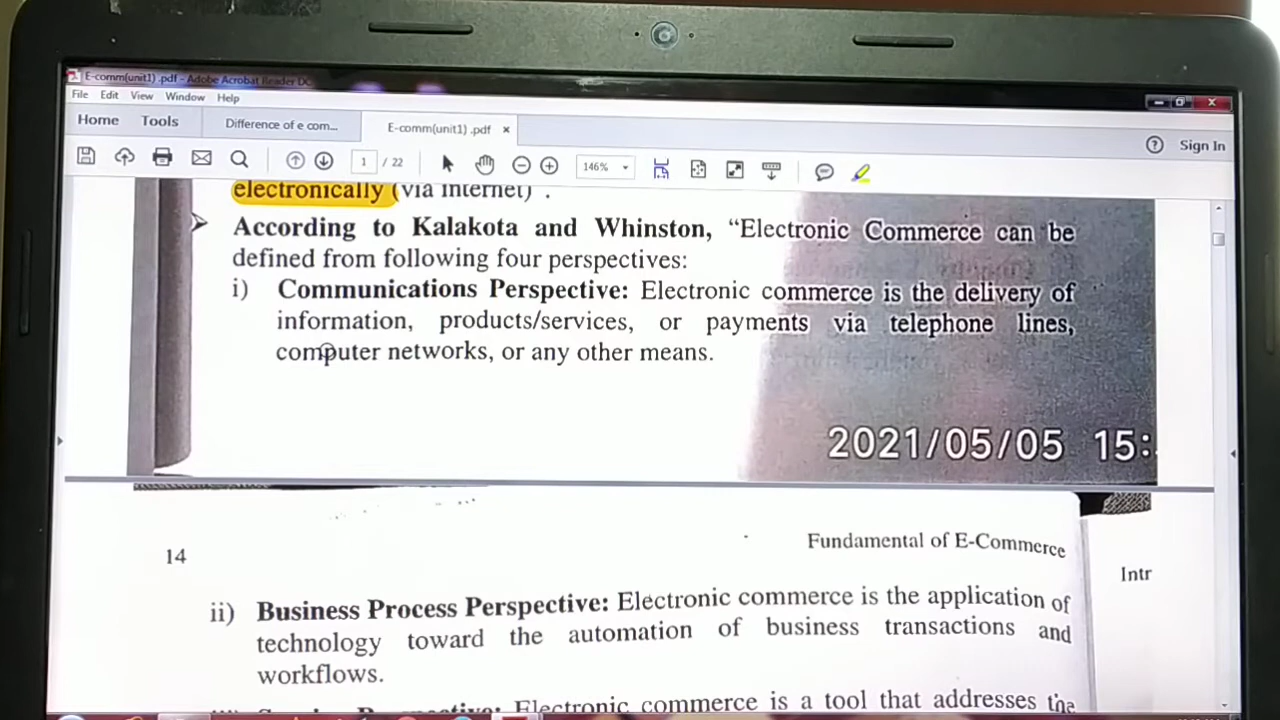 E-comm(unit1) .pdf - Adobe Acrobat Reader DC
File Edit View Window Help
Home Tools Difference of e com... E-comm(unit1) .pdf ×
1 / 22 146% Sign In
electronically (via internet) .
According to Kalakota and Whinston, “Electronic Commerce can be
defined from following four perspectives:
i) Communications Perspective: Electronic commerce is the delivery of
information, products/services, or payments via telephone lines,
computer networks, or any other means.
2021/05/05 15:
14
Fundamental of E-Commerce
Intr
ii) Business Process Perspective: Electronic commerce is the application of
technology toward the automation of business transactions and
workflows.
Electronic commerce is a tool that addresses the